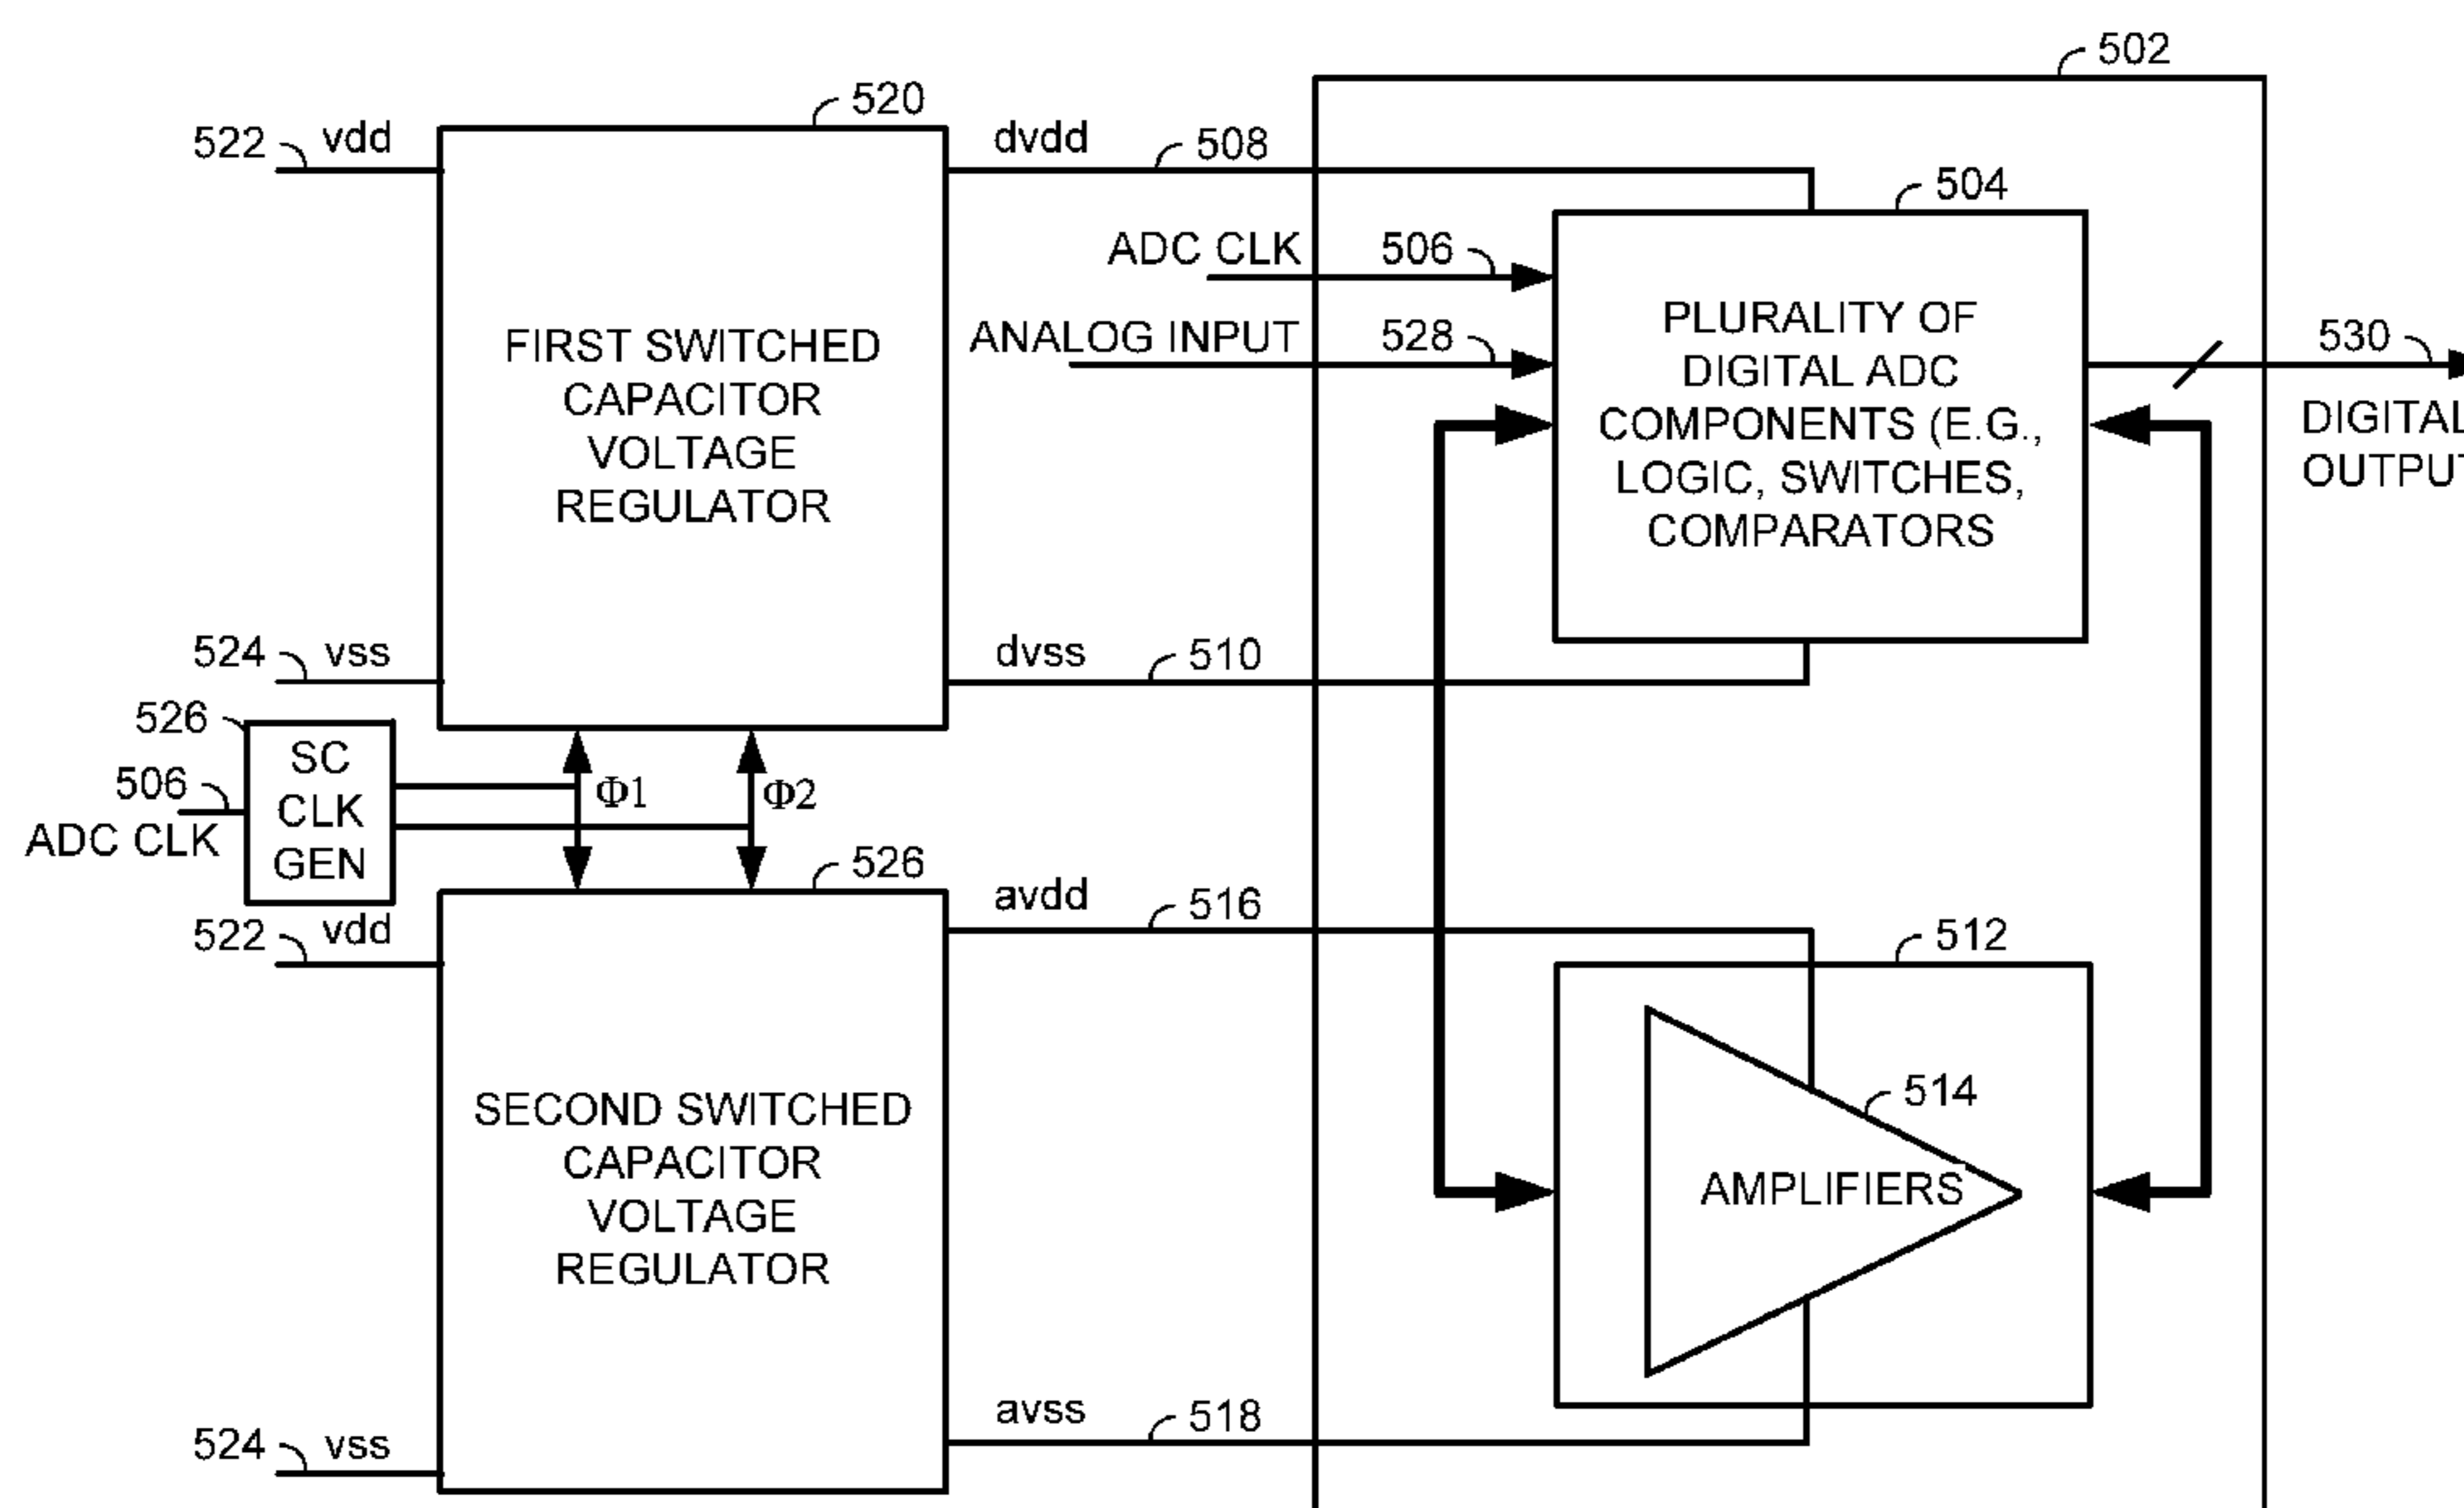 502
520
522 vdd
dvdd 508
504
ADC CLK 506
ANALOG INPUT 528
FIRST SWITCHED
CAPACITOR
VOLTAGE
REGULATOR
PLURALITY OF
DIGITAL ADC
COMPONENTS (E.G.,
LOGIC, SWITCHES,
COMPARATORS
530
DIGITAL
OUTPUT
524 vss
dvss 510
526
SC
CLK
GEN
506
ADC CLK
Φ1
Φ2
526
522 vdd
avdd 516
512
SECOND SWITCHED
CAPACITOR
VOLTAGE
REGULATOR
514
AMPLIFIERS
524 vss
avss 518